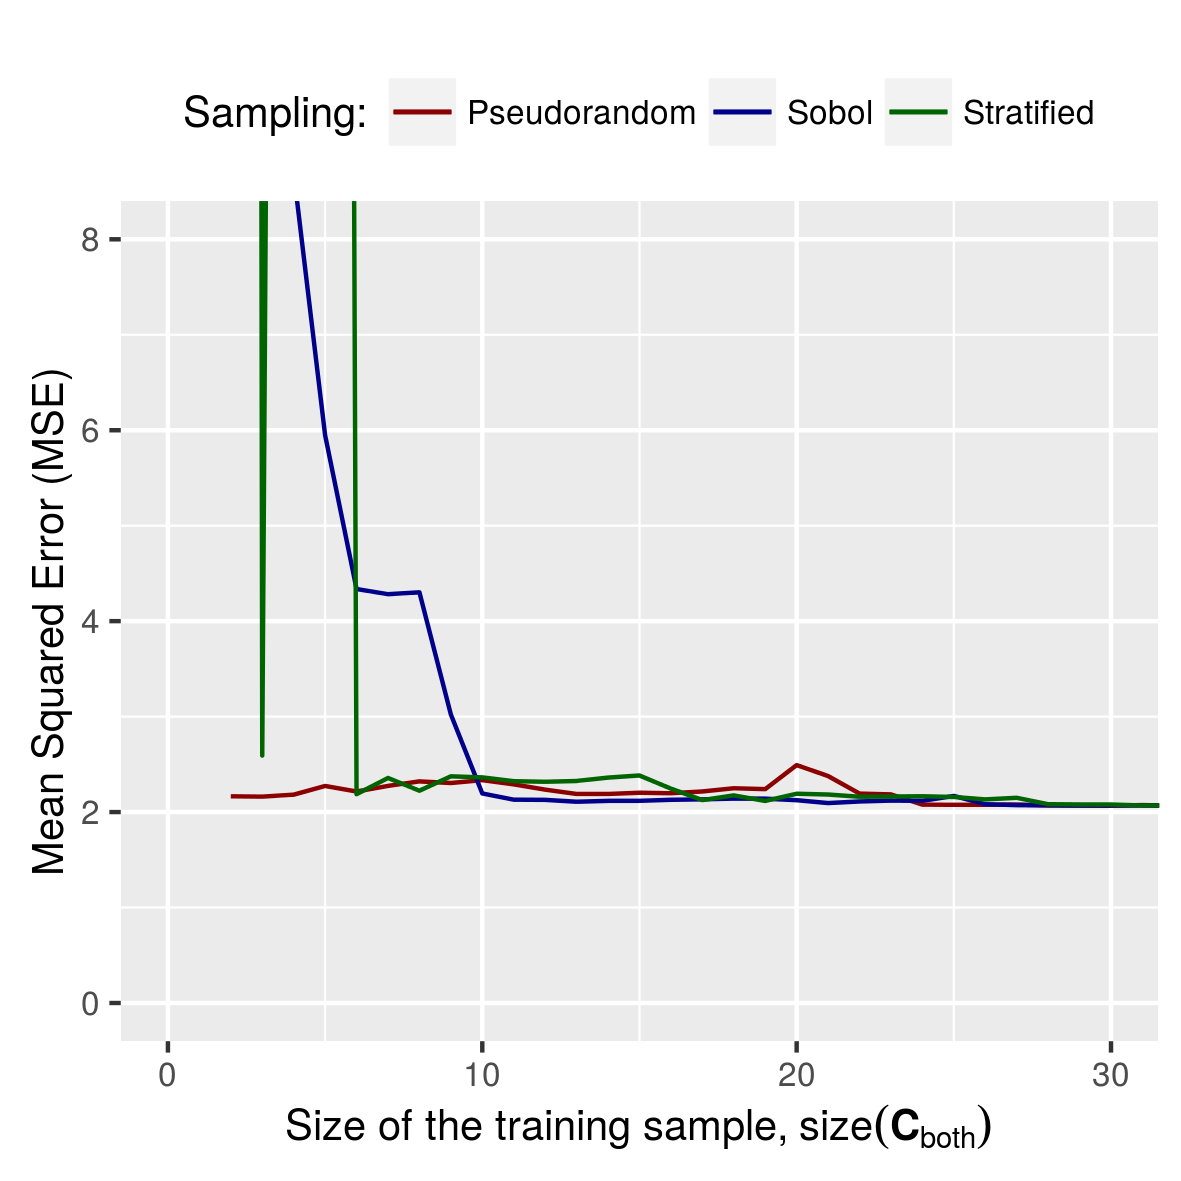 Sampling: Pseudorandom Sobol Stratified
8
6
4
2
0
Mean Squared Error (MSE)
0 10 20 30
Size of the training sample, size(C_both)